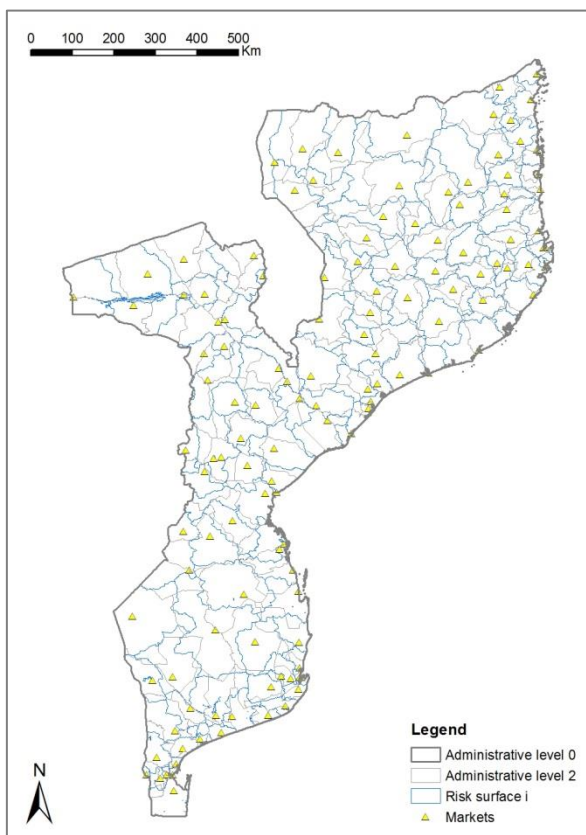 0 100 200 300 400 500
Km
Legend
Administrative level 0
Administrative level 2
Risk surface i
Markets
N